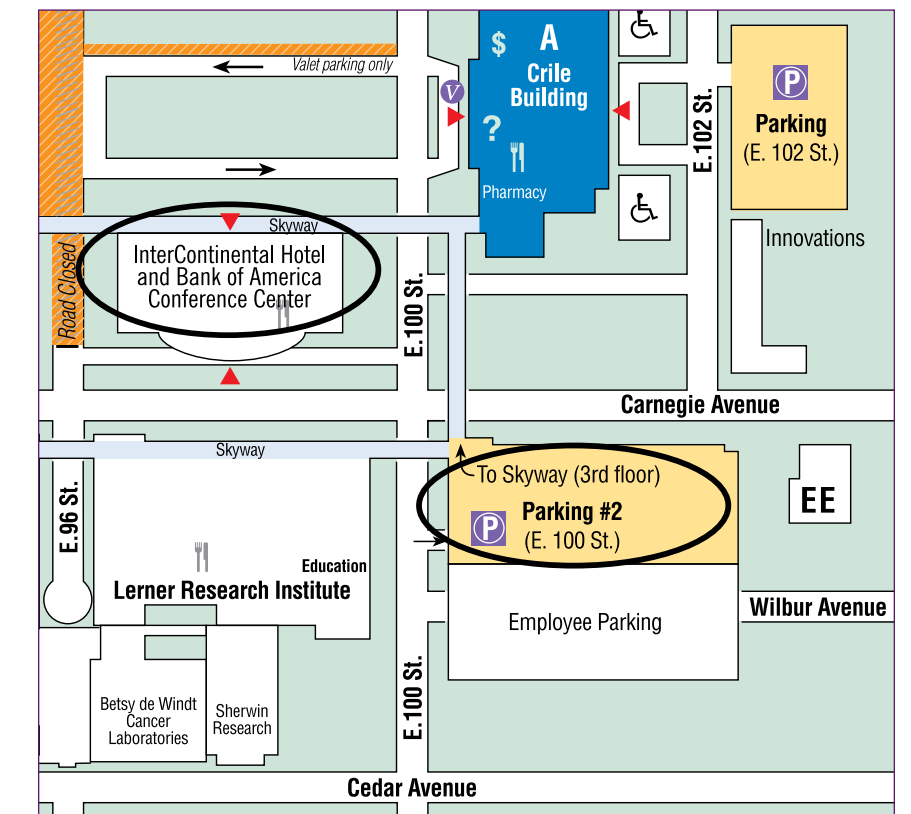 Valet parking only
$
A
Crile
Building
V
?
Pharmacy
E.102 St.
P
Parking
(E. 102 St.)
Innovations
Skyway
InterContinental Hotel
and Bank of America
Conference Center
Road Closed
E.100 St.
Carnegie Avenue
Skyway
To Skyway (3rd floor)
P
Parking #2
(E. 100 St.)
EE
E.96 St.
Education
Lerner Research Institute
Wilbur Avenue
Employee Parking
Betsy de Windt
Cancer
Laboratories
Sherwin
Research
E.100 St.
Cedar Avenue